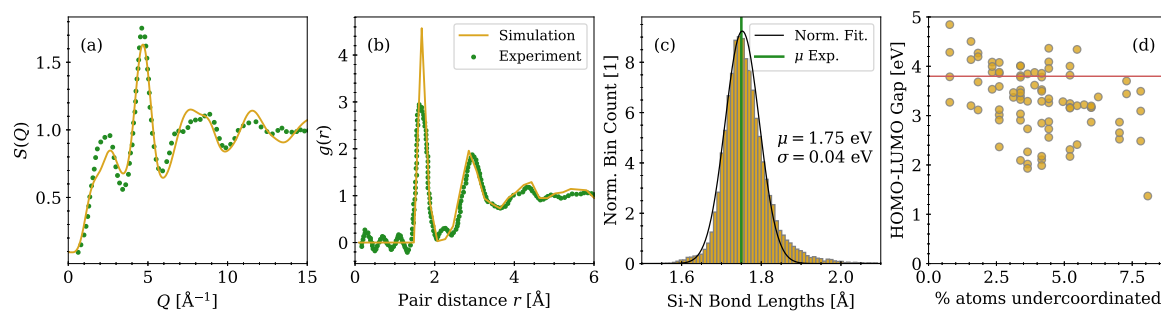 (a)
S(Q)
1.5
1.0
0.5
0
5
10
15
Q [Å⁻¹]
(b)
Simulation
Experiment
g(r)
4
3
2
1
0
0
2
4
6
Pair distance r [Å]
(c)
Norm. Fit.
μ Exp.
Norm. Bin Count [1]
8
6
4
2
0
μ = 1.75 eV
σ = 0.04 eV
1.6
1.8
2.0
Si-N Bond Lengths [Å]
(d)
HOMO-LUMO Gap [eV]
5
4
3
2
1
0
0.0
2.5
5.0
7.5
% atoms undercoordinated